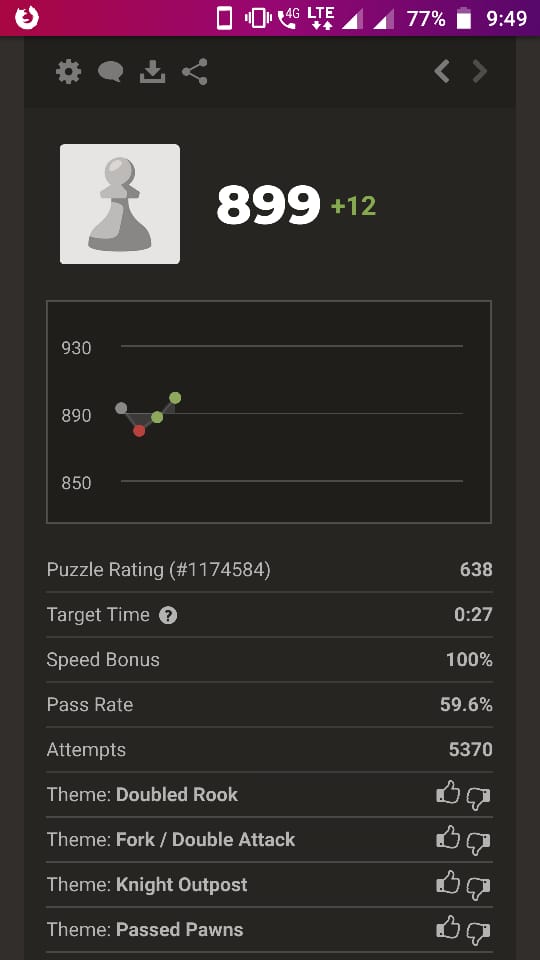 4G LTE 77% 9:49
899 +12
930
890
850
Puzzle Rating (#1174584) 638
Target Time ? 0:27
Speed Bonus 100%
Pass Rate 59.6%
Attempts 5370
Theme: Doubled Rook
Theme: Fork / Double Attack
Theme: Knight Outpost
Theme: Passed Pawns